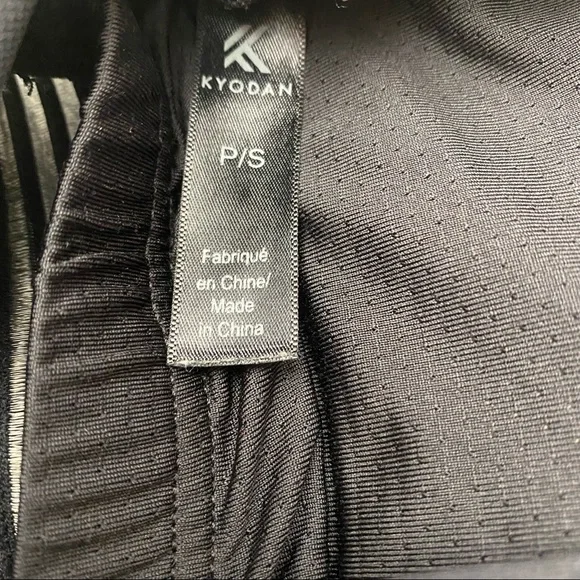 KYODAN
P/S
Fabriqué
en Chine/
Made
in China